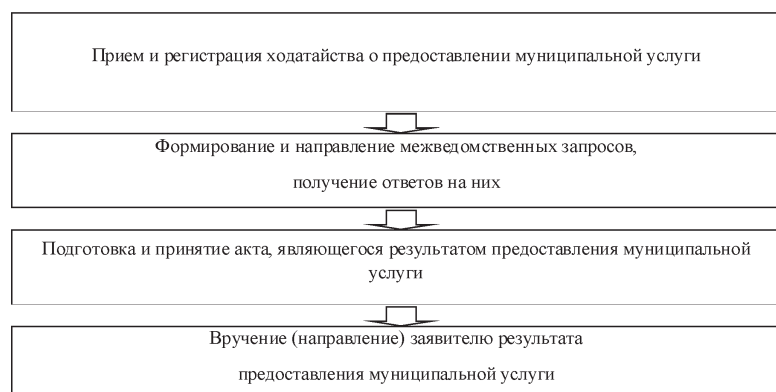 Прием и регистрация ходатайства о предоставлении муниципальной услуги
Формирование и направление межведомственных запросов,
получение ответов на них
Подготовка и принятие акта, являющегося результатом предоставления муниципальной
услуги
Вручение (направление) заявителю результата
предоставления муниципальной услуги